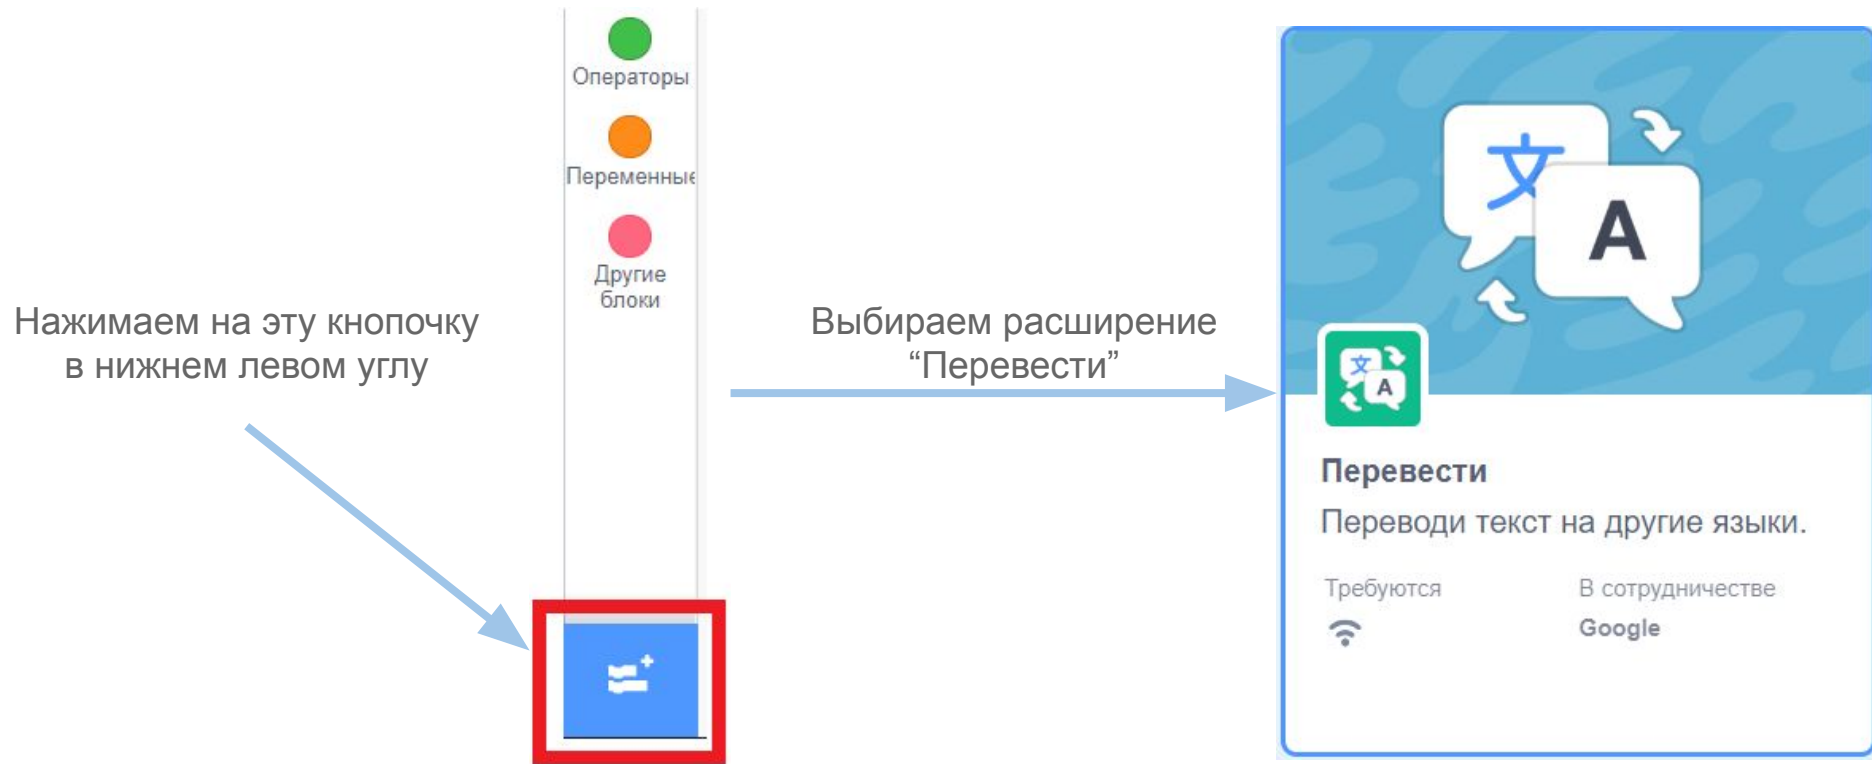 Операторы
Переменные
Другие
блоки
Нажимаем на эту кнопочку
в нижнем левом углу
Выбираем расширение
“Перевести”
文
A
文
A
Перевести
Переводи текст на другие языки.
Требуются
В сотрудничестве
Google